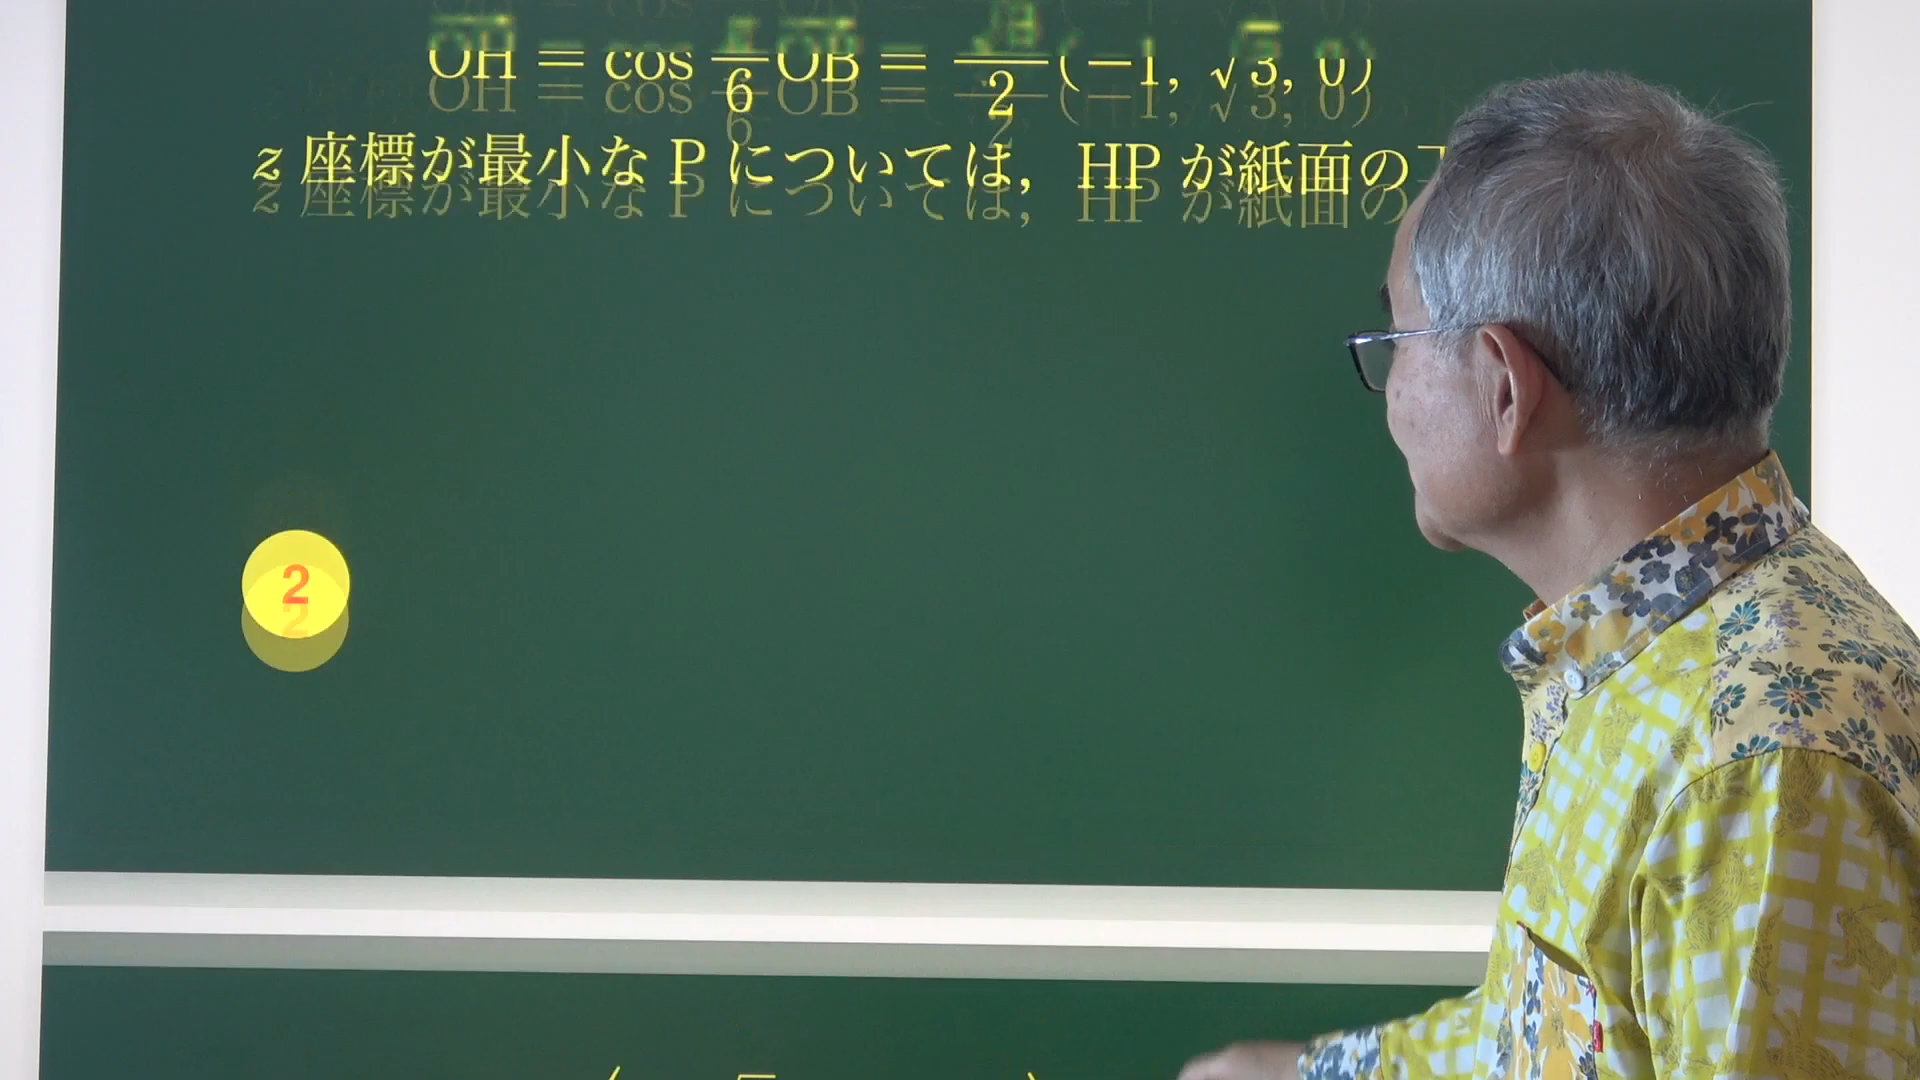 OH = cos π/6 OB = √3/2 (−1, √3, 0)
z 座標が最小な P については， HP が紙面の
2